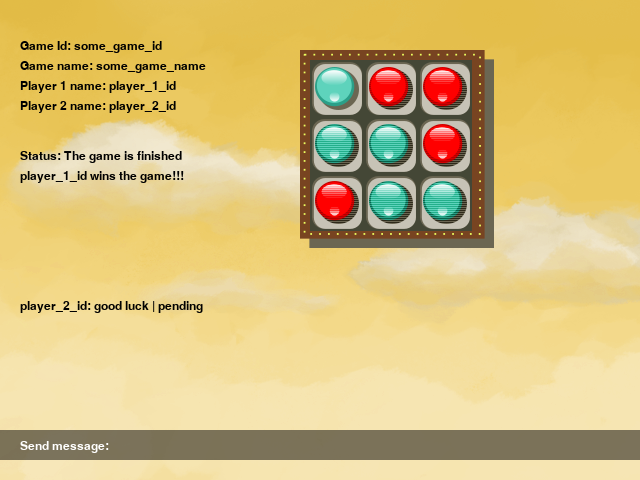 Game Id: some_game_id
Game name: some_game_name
Player 1 name: player_1_id
Player 2 name: player_2_id
Status: The game is finished
player_1_id wins the game!!!
player_2_id: good luck | pending
Send message: